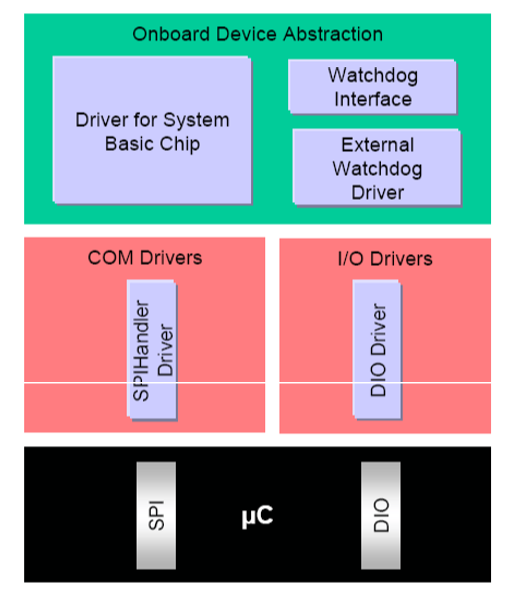 Onboard Device Abstraction
Driver for System
Basic Chip
Watchdog
Interface
External
Watchdog
Driver
COM Drivers
SPIHandler
Driver
I/O Drivers
DIO Driver
SPI
µC
DIO